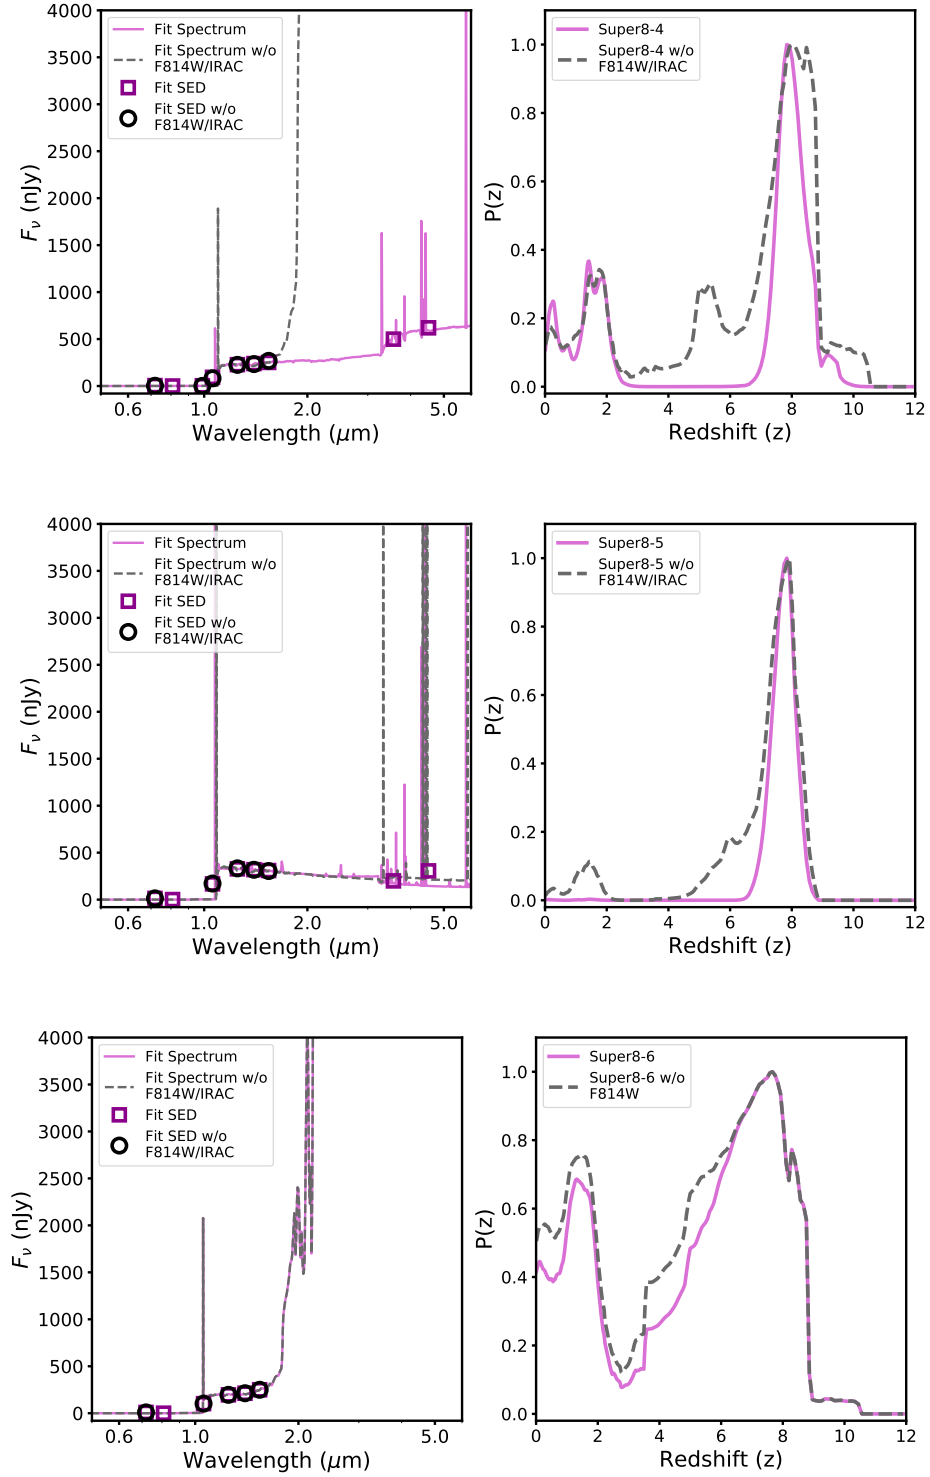 4000
3500
3000
2500
2000
1500
1000
500
0
Fν (nJy)
Fit Spectrum
Fit Spectrum w/o
F814W/IRAC
Fit SED
Fit SED w/o
F814W/IRAC
0.6
1.0
2.0
5.0
Wavelength (μm)
1.0
0.8
0.6
0.4
0.2
0.0
P(z)
Super8-4
Super8-4 w/o
F814W/IRAC
0
2
4
6
8
10
12
Redshift (z)
4000
3500
3000
2500
2000
1500
1000
500
0
Fν (nJy)
Fit Spectrum
Fit Spectrum w/o
F814W/IRAC
Fit SED
Fit SED w/o
F814W/IRAC
0.6
1.0
2.0
5.0
Wavelength (μm)
1.0
0.8
0.6
0.4
0.2
0.0
P(z)
Super8-5
Super8-5 w/o
F814W/IRAC
0
2
4
6
8
10
12
Redshift (z)
4000
3500
3000
2500
2000
1500
1000
500
0
Fν (nJy)
Fit Spectrum
Fit Spectrum w/o
F814W/IRAC
Fit SED
Fit SED w/o
F814W/IRAC
0.6
1.0
2.0
5.0
Wavelength (μm)
1.0
0.8
0.6
0.4
0.2
0.0
P(z)
Super8-6
Super8-6 w/o
F814W
0
2
4
6
8
10
12
Redshift (z)